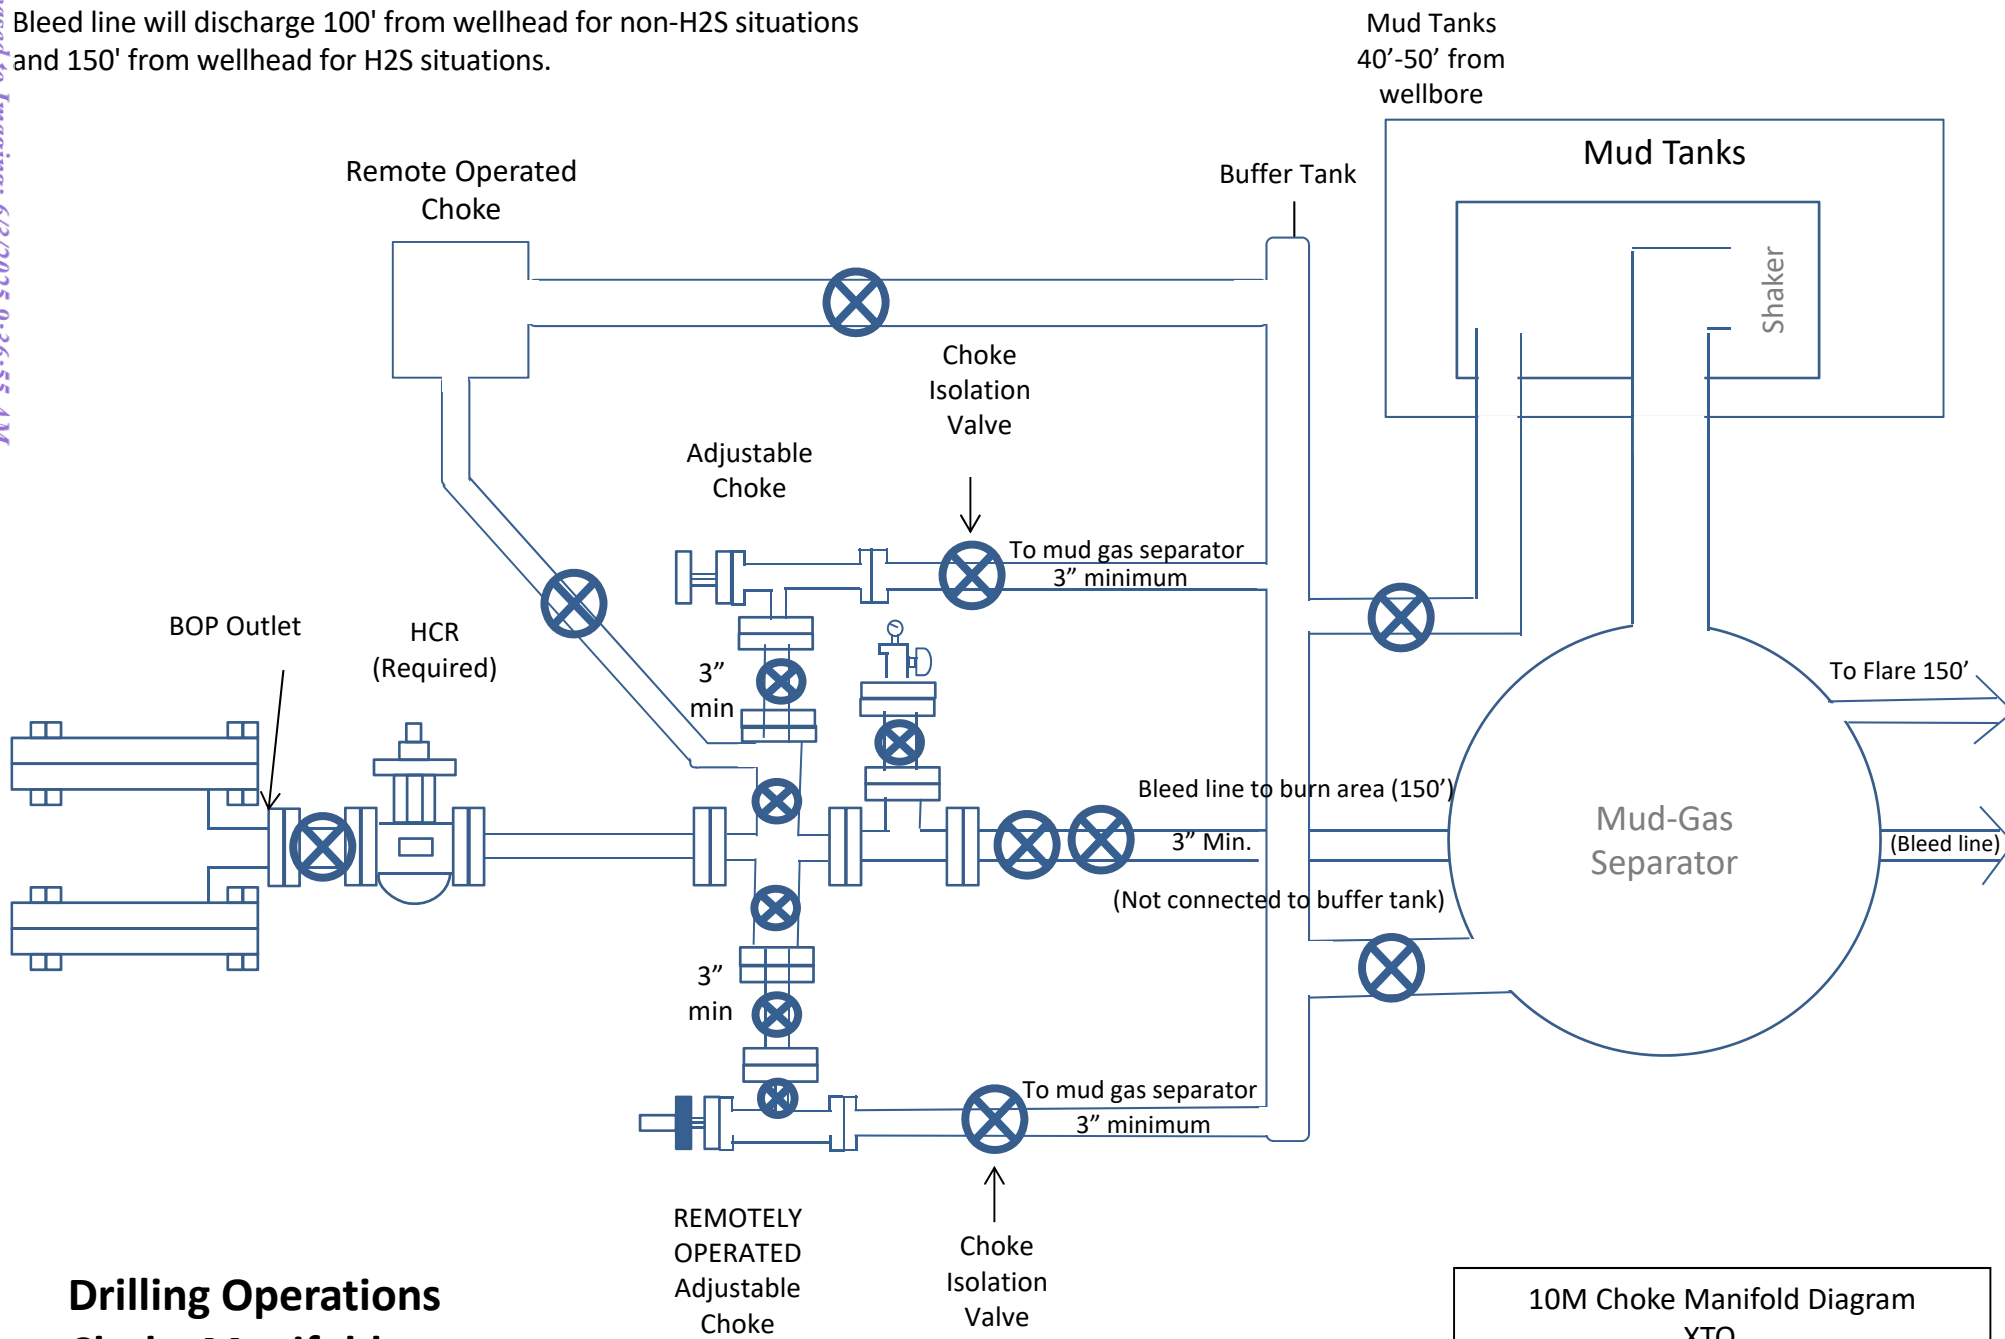 Bleed line will discharge 100' from wellhead for non-H2S situations
and 150' from wellhead for H2S situations.
Mud Tanks
40’-50’ from
wellbore
Mud Tanks
Shaker
Remote Operated
Choke
Buffer Tank
Choke
Isolation
Valve
Adjustable
Choke
To mud gas separator
3” minimum
BOP Outlet
HCR
(Required)
3”
min
To Flare 150’
Bleed line to burn area (150’)
3” Min.
(Not connected to buffer tank)
Mud-Gas
Separator
(Bleed line)
3”
min
To mud gas separator
3” minimum
REMOTELY
OPERATED
Adjustable
Choke
Choke
Isolation
Valve
Drilling Operations
Choke Manifold
10M Choke Manifold Diagram
XTO